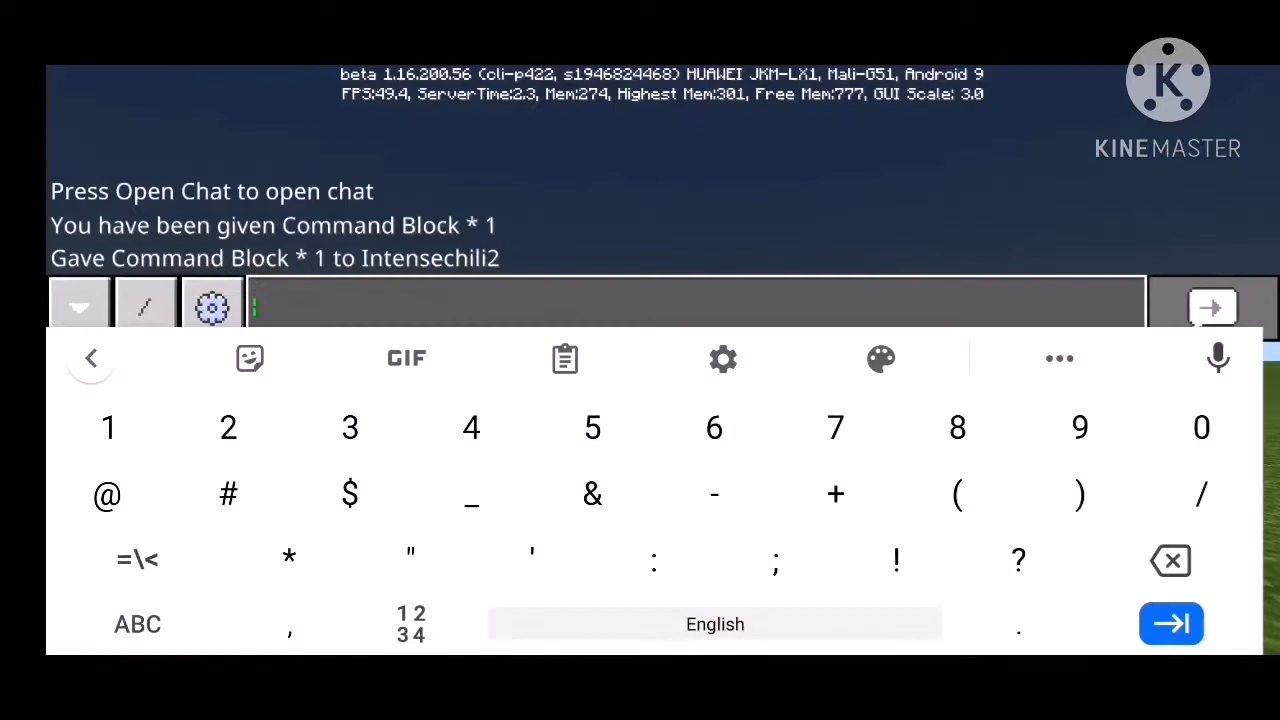 beta 1.16.200.56 (cli-p422, s1946824468) HUAWEI JKM-LX1, Mali-G51, Android 9
FPS:49.4, ServerTime:2.3, Mem:274, Highest Mem:301, Free Mem:777, GUI Scale: 3.0
K
KINEMASTER
Press Open Chat to open chat
You have been given Command Block * 1
Gave Command Block * 1 to Intensechili2
/
GIF
1 2 3 4 5 6 7 8 9 0
@ # $ _ & - + ( ) /
=\< * " ' : ; ! ?
ABC , 12 34 English .